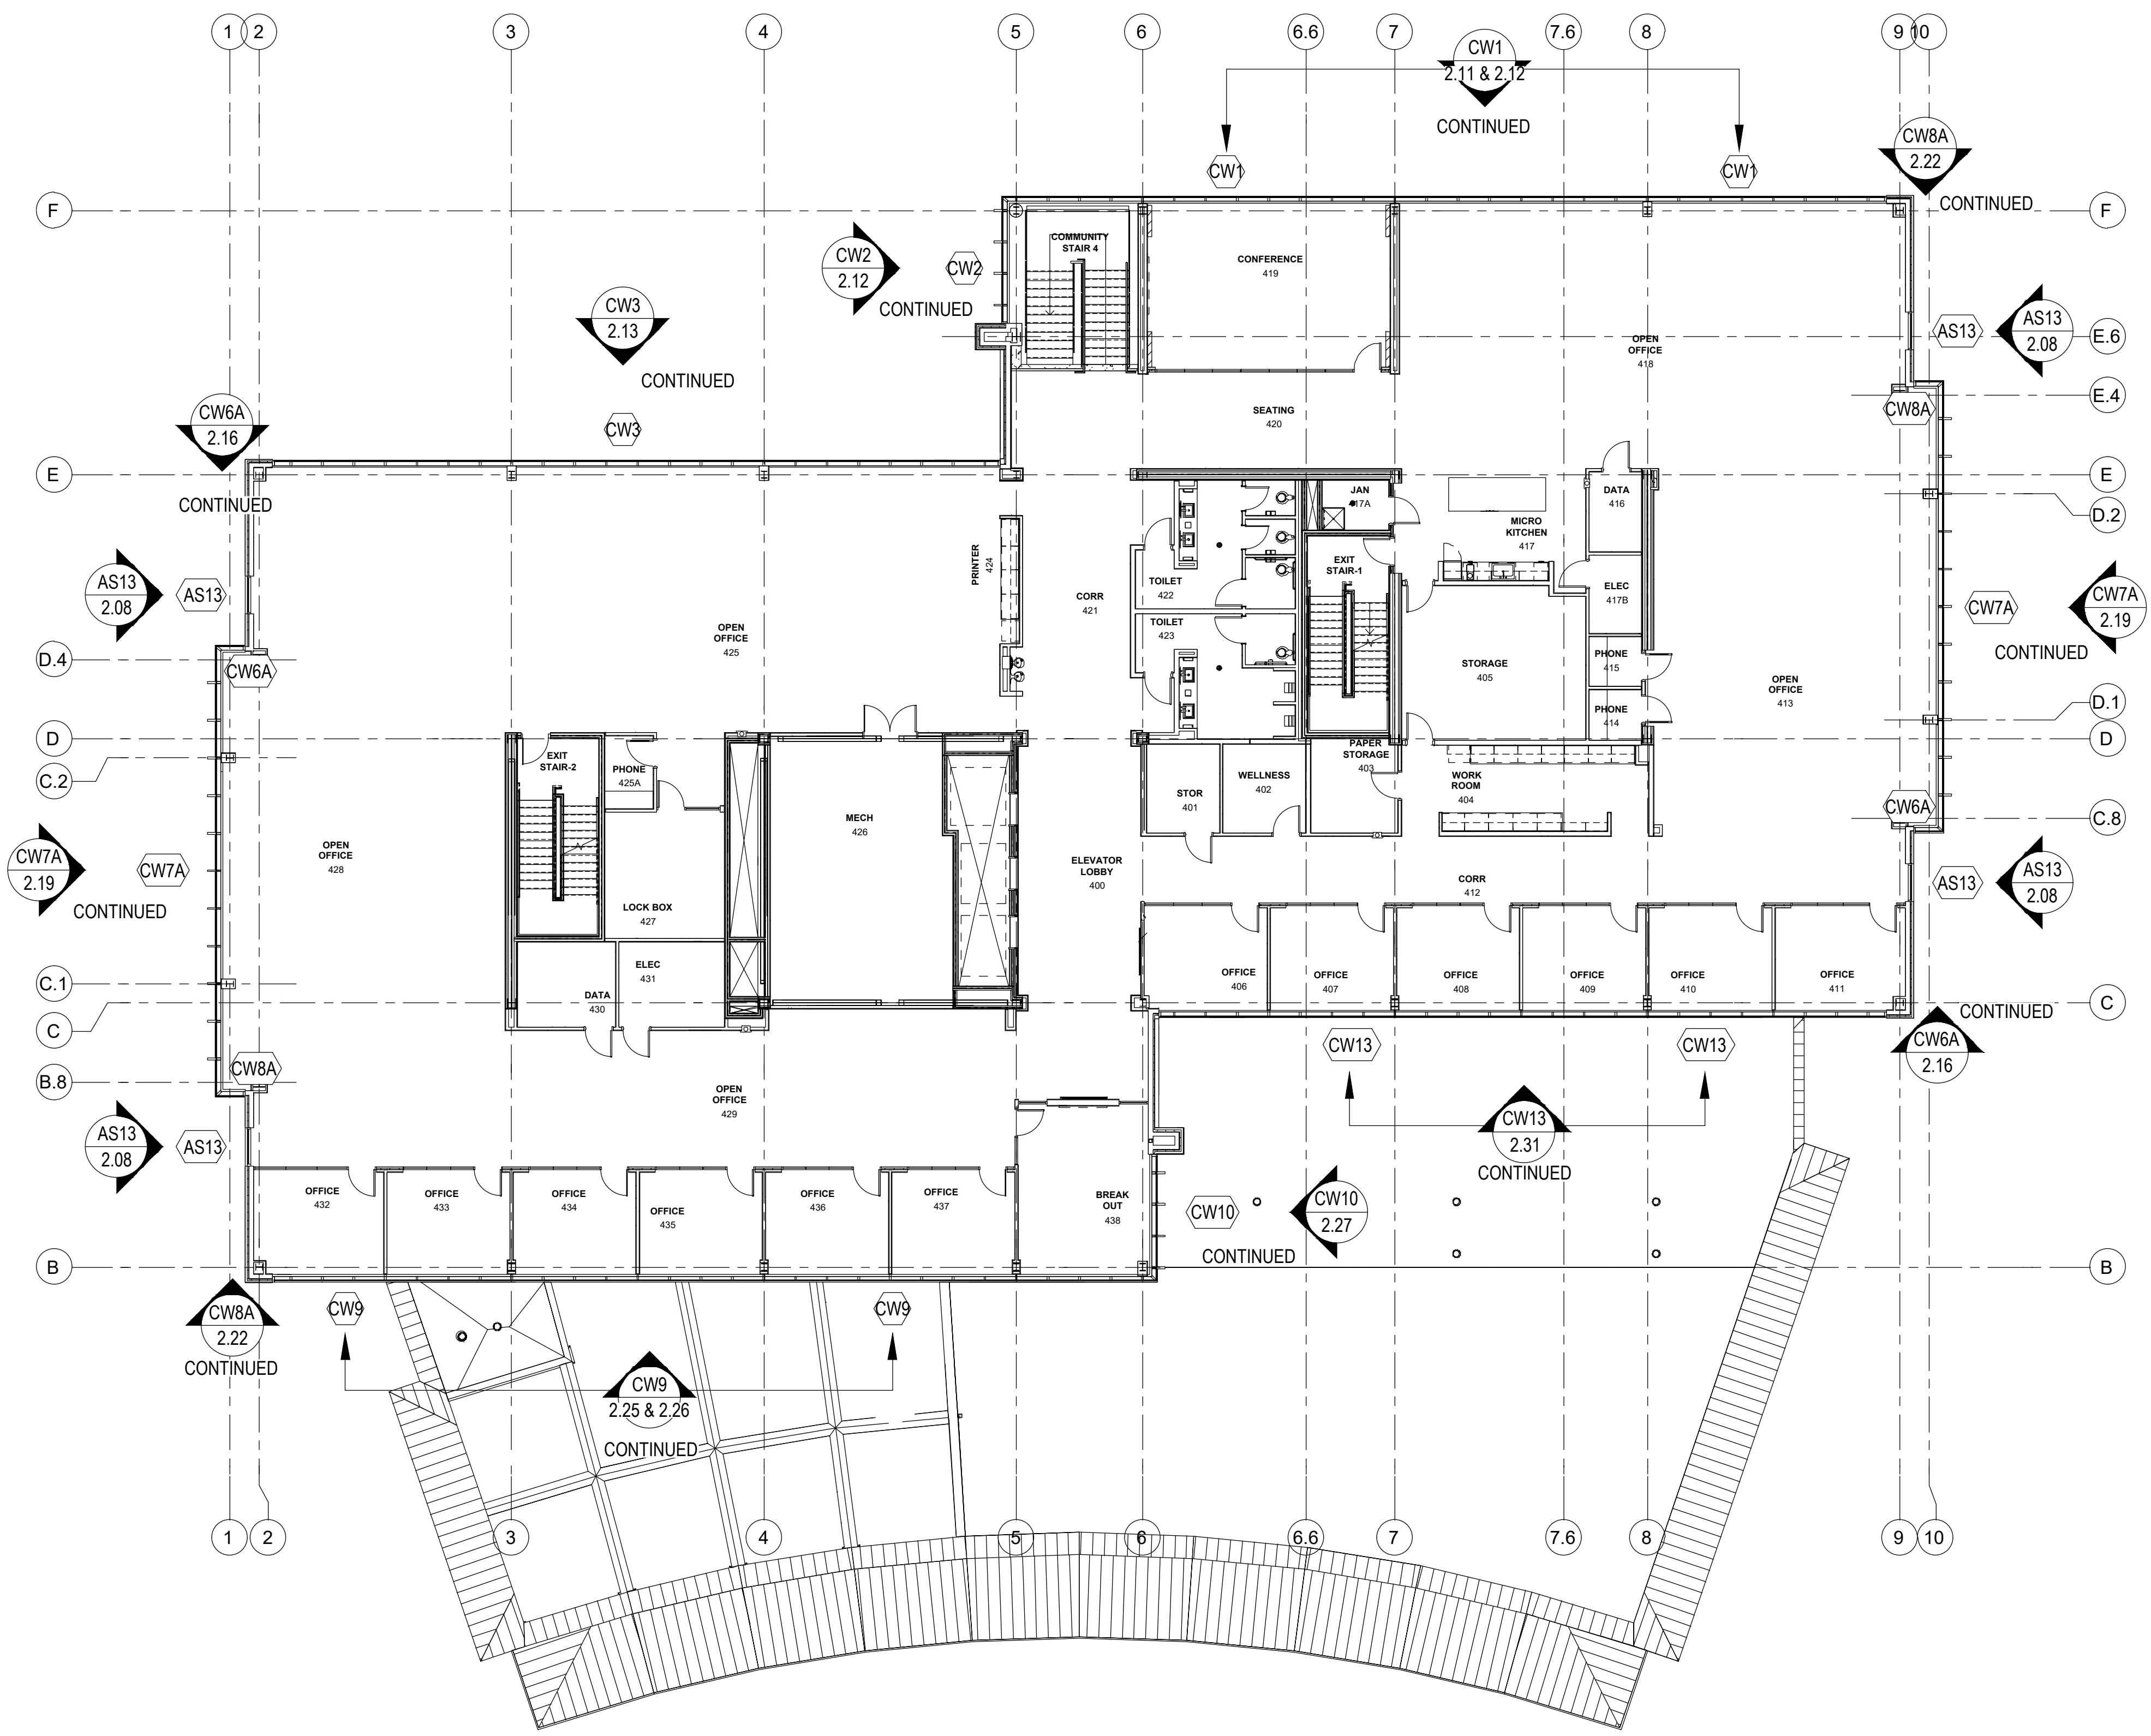 1
2
3
4
5
6
6.6
7
7.6
8
9
10
CW1
2.11 & 2.12
CONTINUED
CW1
CW1
CW8A
2.22
CONTINUED
F
F
COMMUNITY
STAIR 4
CONFERENCE
419
CW2
2.12
CONTINUED
CW2
CW3
2.13
CONTINUED
CW3
OPEN
OFFICE
418
AS13
AS13
2.08
E.6
E.4
CW8A
CW6A
2.16
CONTINUED
SEATING
420
E
E
JAN
417A
DATA
416
MICRO
KITCHEN
417
D.2
PRINTER
424
EXIT
STAIR-1
TOILET
422
ELEC
417B
CORR
421
AS13
2.08
AS13
CW7A
CW7A
2.19
CONTINUED
TOILET
423
OPEN
OFFICE
425
PHONE
415
STORAGE
405
D.4
CW6A
OPEN
OFFICE
413
PHONE
414
D.1
D
D
EXIT
STAIR-2
PHONE
425A
PAPER
STORAGE
403
C.2
WELLNESS
402
WORK
ROOM
404
STOR
401
MECH
426
CW6A
C.8
OPEN
OFFICE
428
CW7A
2.19
CONTINUED
CW7A
ELEVATOR
LOBBY
400
CORR
412
AS13
AS13
2.08
LOCK BOX
427
ELEC
431
DATA
430
OFFICE
406
OFFICE
407
OFFICE
408
OFFICE
409
OFFICE
410
OFFICE
411
C.1
C
C
CONTINUED
CW6A
2.16
CW13
CW13
CW8A
B.8
OPEN
OFFICE
429
CW13
2.31
CONTINUED
AS13
2.08
AS13
OFFICE
432
OFFICE
433
OFFICE
434
OFFICE
435
OFFICE
436
OFFICE
437
BREAK
OUT
438
CW10
CW10
2.27
CONTINUED
B
B
CW8A
2.22
CONTINUED
CW9
CW9
CW9
2.25 & 2.26
CONTINUED
1
2
3
4
5
6
6.6
7
7.6
8
9
10